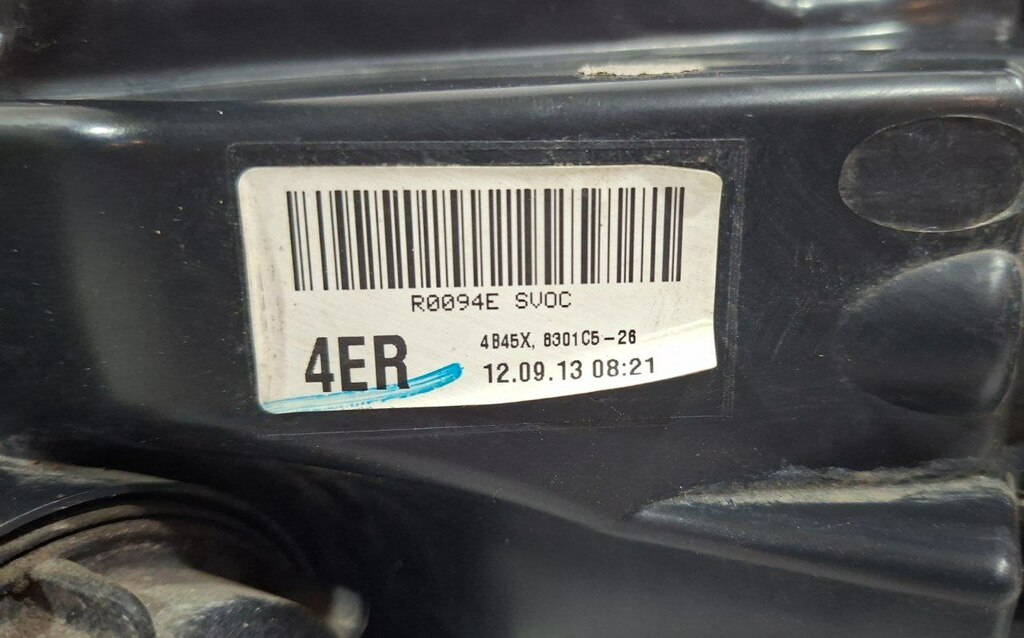 R0094E SVOC
4ER
4B45X, 8301C5-26
12.09.13 08:21